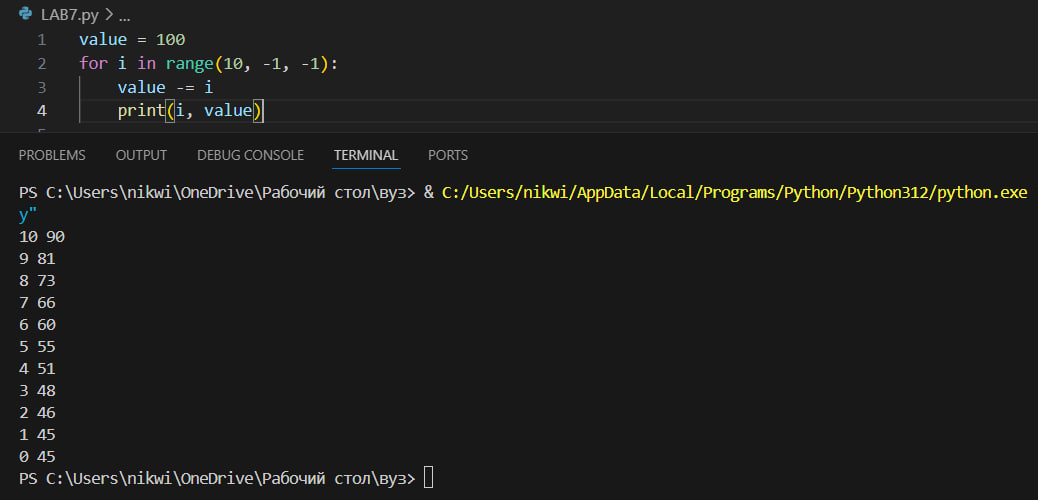 LAB7.py > ...
1 value = 100
2 for i in range(10, -1, -1):
3 value -= i
4 print(i, value)
5
PROBLEMS OUTPUT DEBUG CONSOLE TERMINAL PORTS
PS C:\Users\nikwi\OneDrive\Рабочий стол\вуз> & C:/Users/nikwi/AppData/Local/Programs/Python/Python312/python.exe
y"
10 90
9 81
8 73
7 66
6 60
5 55
4 51
3 48
2 46
1 45
0 45
PS C:\Users\nikwi\OneDrive\Рабочий стол\вуз>